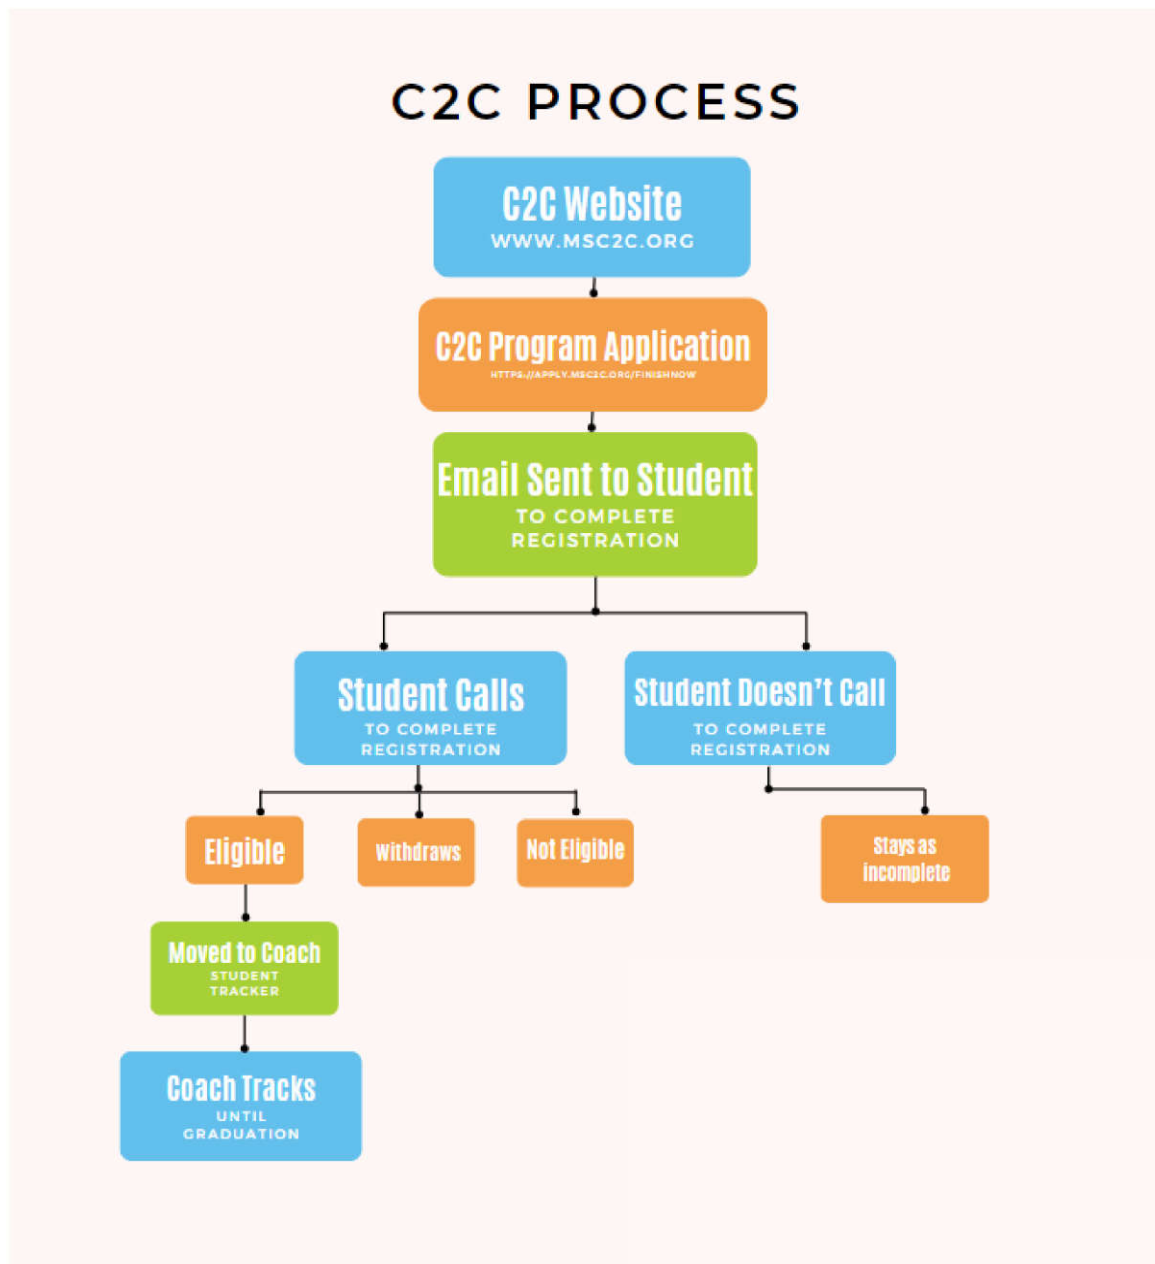 C2C PROCESS
C2C Website
WWW.MSC2C.ORG
C2C Program Application
HTTPS://APPLY.MSC2C.ORG/FINISHNOW
Email Sent to Student
TO COMPLETE
REGISTRATION
Student Calls
TO COMPLETE
REGISTRATION
Student Doesn't Call
TO COMPLETE
REGISTRATION
Eligible
Withdraws
Not Eligible
Stays as
incomplete
Moved to Coach
STUDENT
TRACKER
Coach Tracks
UNTIL
GRADUATION